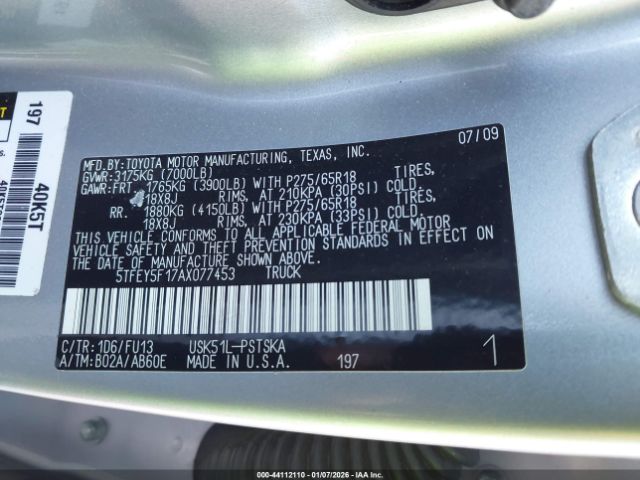 07/09
MFD. BY: TOYOTA MOTOR MANUFACTURING, TEXAS, INC.
GVWR: 3175KG (7000LB)
GAWR: FRT. 1765KG (3900LB) WITH P275/65R18 TIRES,
18X8J RIMS, AT 210KPA (30PSI) COLD.
RR. 1880KG (4150LB) WITH P275/65R18 TIRES,
18X8J RIMS, AT 230KPA (33PSI) COLD.
THIS VEHICLE CONFORMS TO ALL APPLICABLE FEDERAL MOTOR
VEHICLE SAFETY AND THEFT PREVENTION STANDARDS IN EFFECT ON
THE DATE OF MANUFACTURE SHOWN ABOVE.
5TFEY5F17AX077453 TRUCK
C/TR: 1D6/FU13 USK51L-PSTSKA
A/TM: B02A/AB60E MADE IN U.S.A. 197 1
197
40K5T
000-44112110 | 01/07/2026 | IAA Holdings, LLC